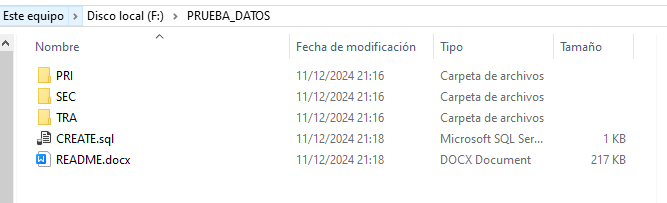 Este equipo > Disco local (F:) > PRUEBA_DATOS
Nombre Fecha de modificación Tipo Tamaño
PRI 11/12/2024 21:16 Carpeta de archivos
SEC 11/12/2024 21:16 Carpeta de archivos
TRA 11/12/2024 21:16 Carpeta de archivos
CREATE.sql 11/12/2024 21:18 Microsoft SQL Ser... 1 KB
README.docx 11/12/2024 21:18 DOCX Document 217 KB